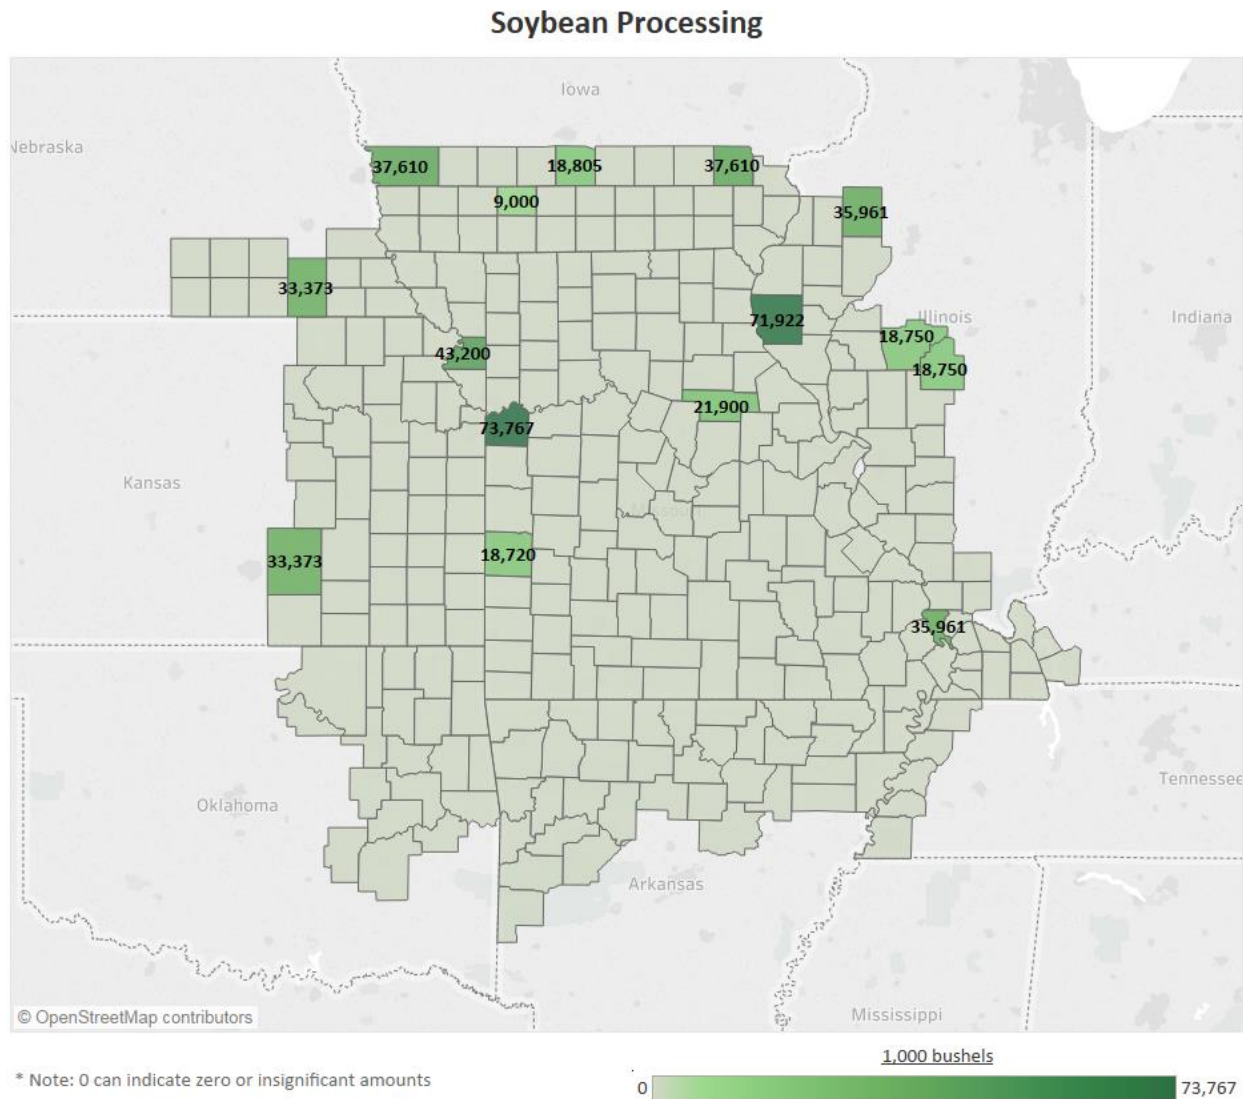 Soybean Processing
Iowa
Nebraska
37,610
18,805
37,610
9,000
35,961
33,373
71,922
Illinois
Indiana
18,750
43,200
18,750
21,900
73,767
Kansas
Missouri
33,373
18,720
35,961
Tennessee
Oklahoma
Arkansas
Mississippi
© OpenStreetMap contributors
1,000 bushels
* Note: 0 can indicate zero or insignificant amounts
0
73,767